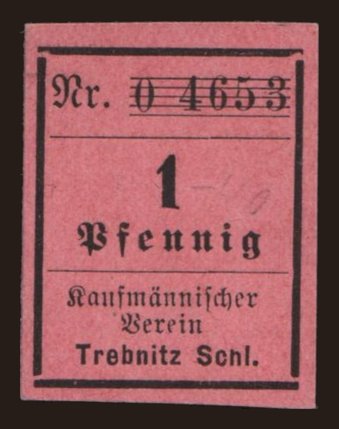 Nr. 0 4653
1
Pfennig
Kaufmännischer
Verein
Trebnitz Schl.